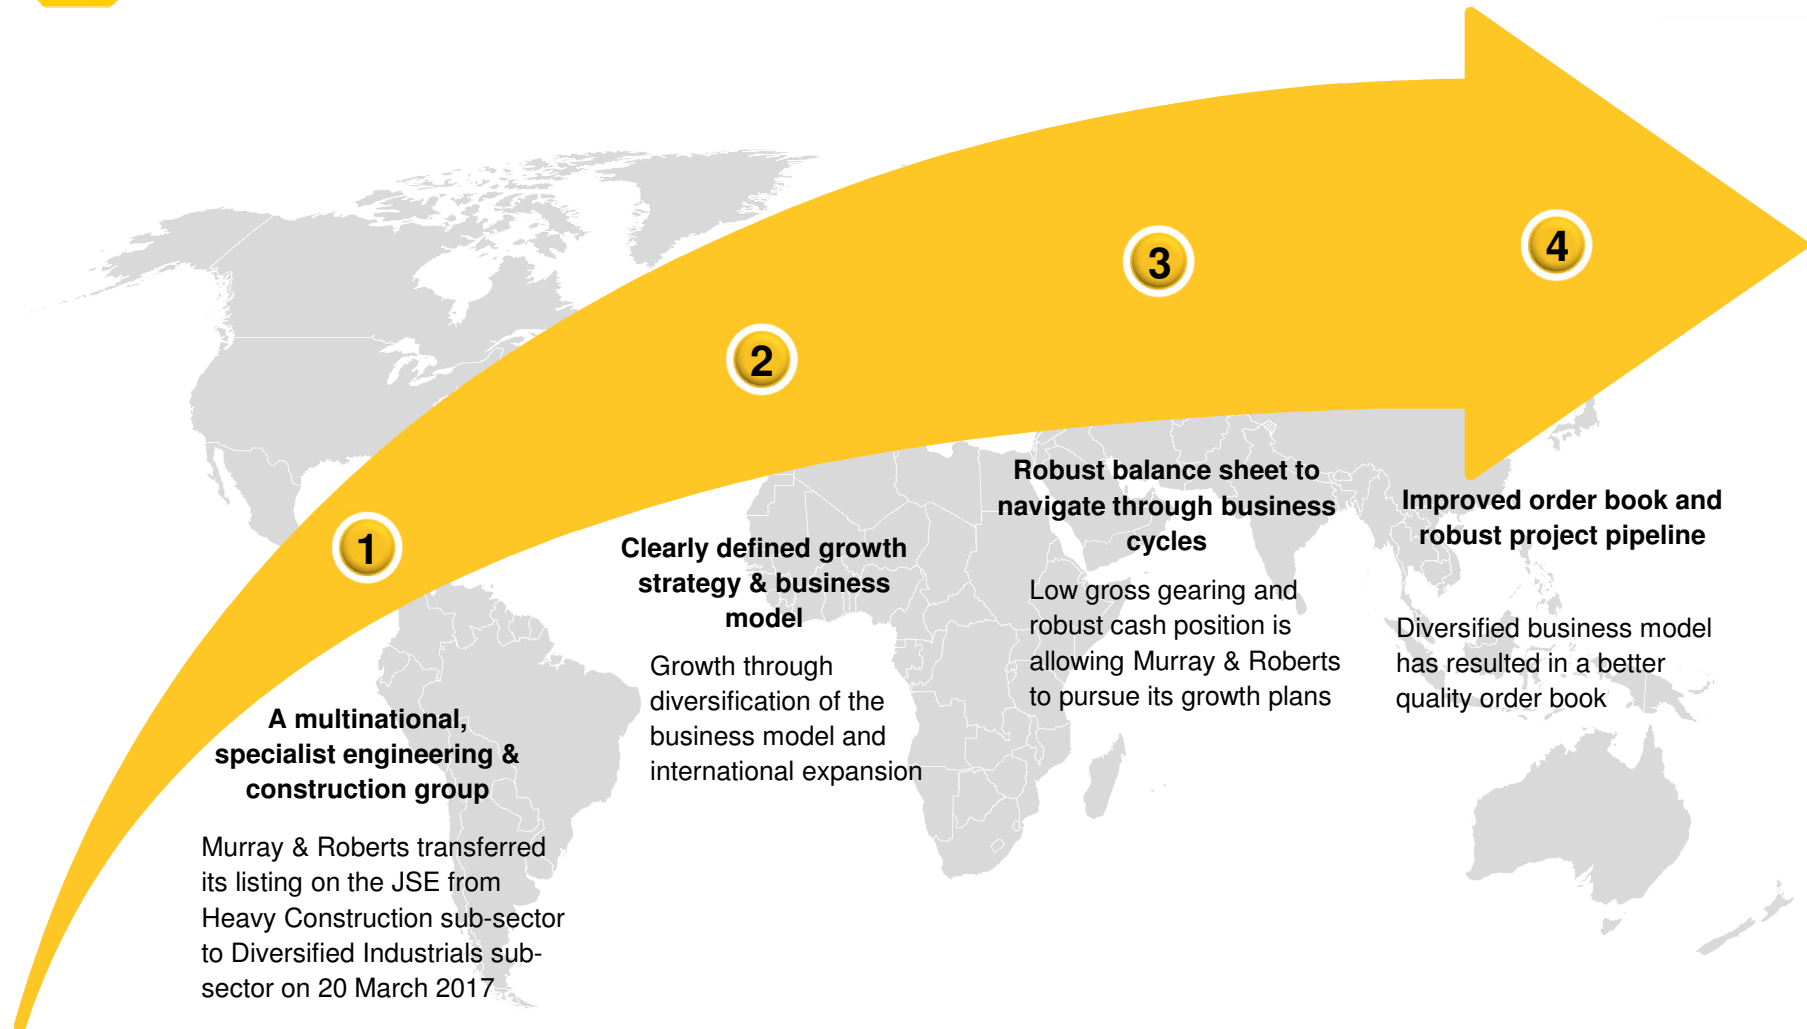 1
A multinational,
specialist engineering &
construction group
Murray & Roberts transferred
its listing on the JSE from
Heavy Construction sub-sector
to Diversified Industrials sub-
sector on 20 March 2017
2
Clearly defined growth
strategy & business
model
Growth through
diversification of the
business model and
international expansion
3
Robust balance sheet to
navigate through business
cycles
Low gross gearing and
robust cash position is
allowing Murray & Roberts
to pursue its growth plans
4
Improved order book and
robust project pipeline
Diversified business model
has resulted in a better
quality order book